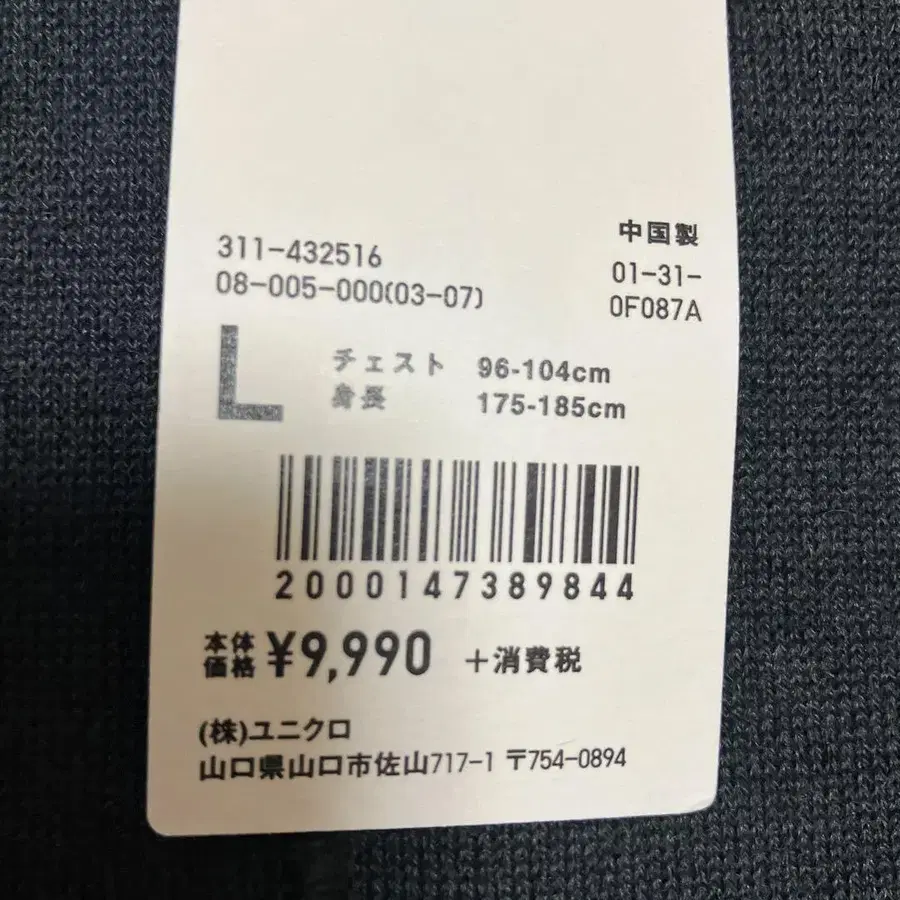 311-432516
08-005-000(03-07)
中国製
01-31-
0F087A
L
チェスト 96-104cm
身長 175-185cm
2000147389844
本体価格 ¥9,990 +消費税
(株)ユニクロ
山口県山口市佐山717-1 〒754-0894